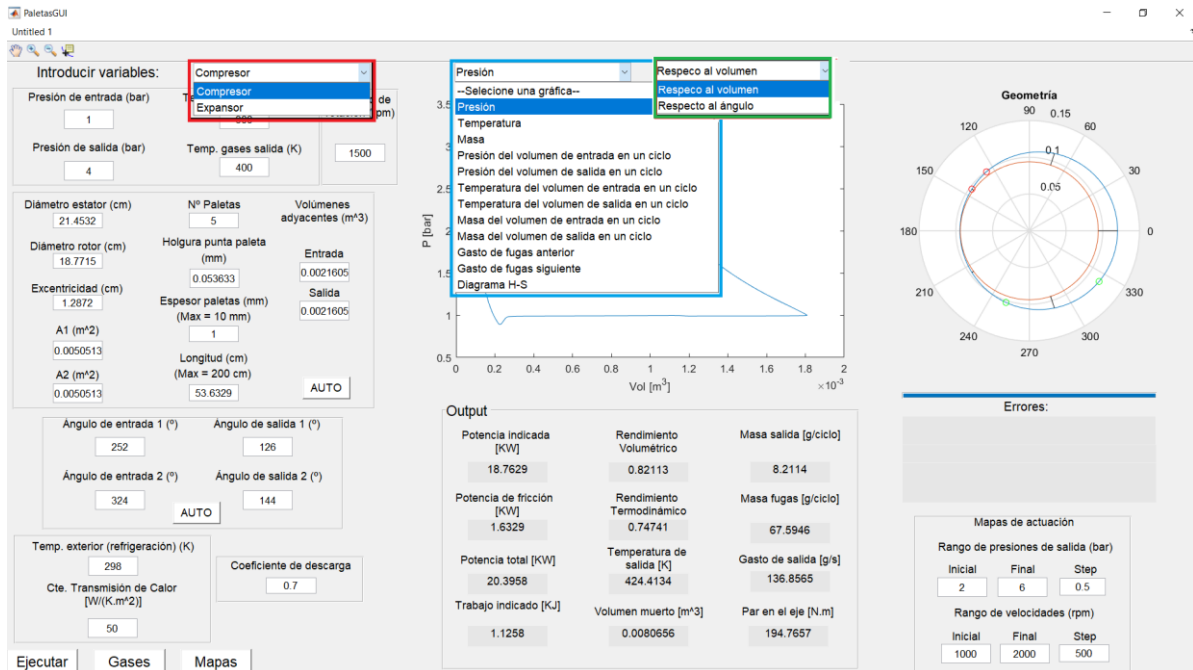 PaletasGUI
Untitled 1
Introducir variables:
Compresor
Compresor
Expansor
Presión de entrada (bar)
1
Presión de salida (bar)
4
Temp. gases salida (K)
400
1500
Diámetro estator (cm)
21.4532
Diámetro rotor (cm)
18.7715
Excentricidad (cm)
1.2872
A1 (m^2)
0.0050513
A2 (m^2)
0.0050513
Nº Paletas
5
Holgura punta paleta
(mm)
0.053633
Espesor paletas (mm)
(Max = 10 mm)
1
Longitud (cm)
(Max = 200 cm)
53.6329
Volúmenes
adyacentes (m^3)
Entrada
0.0021605
Salida
0.0021605
AUTO
Ángulo de entrada 1 (º)
252
Ángulo de salida 1 (º)
126
Ángulo de entrada 2 (º)
324
Ángulo de salida 2 (º)
144
AUTO
Temp. exterior (refrigeración) (K)
298
Cte. Transmisión de Calor
[W/(K.m^2)]
50
Coeficiente de descarga
0.7
Ejecutar
Gases
Mapas
Presión
--Selecione una gráfica--
Presión
Temperatura
Masa
Presión del volumen de entrada en un ciclo
Presión del volumen de salida en un ciclo
Temperatura del volumen de entrada en un ciclo
Temperatura del volumen de salida en un ciclo
Masa del volumen de entrada en un ciclo
Masa del volumen de salida en un ciclo
Gasto de fugas anterior
Gasto de fugas siguiente
Diagrama H-S
Respeco al volumen
Respeco al volumen
Respecto al ángulo
P [bar]
3.5
2.5
1.5
1
0.5
0 0.2 0.4 0.6 0.8 1 1.2 1.4 1.6 1.8 2
×10^-3
Vol [m^3]
Output
Potencia indicada
[KW]
18.7629
Rendimiento
Volumétrico
0.82113
Masa salida [g/ciclo]
8.2114
Potencia de fricción
[KW]
1.6329
Rendimiento
Termodinámico
0.74741
Masa fugas [g/ciclo]
67.5946
Potencia total [KW]
20.3958
Temperatura de
salida [K]
424.4134
Gasto de salida [g/s]
136.8565
Trabajo indicado [KJ]
1.1258
Volumen muerto [m^3]
0.0080656
Par en el eje [N.m]
194.7657
Geometría
90
0.15
120
60
0.1
150
30
0.05
180
0
210
330
240
300
270
Errores:
Mapas de actuación
Rango de presiones de salida (bar)
Inicial Final Step
2 6 0.5
Rango de velocidades (rpm)
Inicial Final Step
1000 2000 500